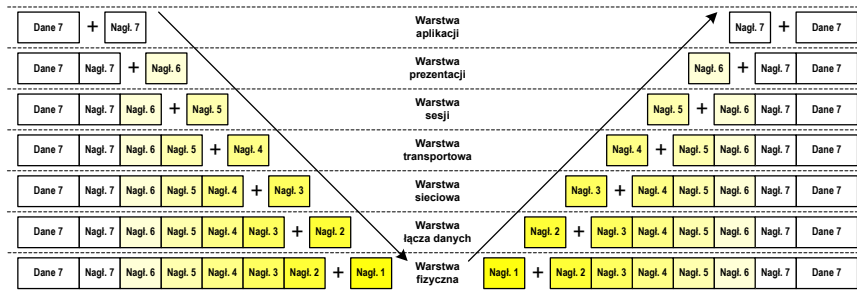 Dane 7 + Nagł. 7 Warstwa aplikacji Nagł. 7 + Dane 7
Dane 7 Nagł. 7 + Nagł. 6 Warstwa prezentacji Nagł. 6 + Nagł. 7 Dane 7
Dane 7 Nagł. 7 Nagł. 6 + Nagł. 5 Warstwa sesji Nagł. 5 + Nagł. 6 Nagł. 7 Dane 7
Dane 7 Nagł. 7 Nagł. 6 Nagł. 5 + Nagł. 4 Warstwa transportowa Nagł. 4 + Nagł. 5 Nagł. 6 Nagł. 7 Dane 7
Dane 7 Nagł. 7 Nagł. 6 Nagł. 5 Nagł. 4 + Nagł. 3 Warstwa sieciowa Nagł. 3 + Nagł. 4 Nagł. 5 Nagł. 6 Nagł. 7 Dane 7
Dane 7 Nagł. 7 Nagł. 6 Nagł. 5 Nagł. 4 Nagł. 3 + Nagł. 2 Warstwa łącza danych Nagł. 2 + Nagł. 3 Nagł. 4 Nagł. 5 Nagł. 6 Nagł. 7 Dane 7
Dane 7 Nagł. 7 Nagł. 6 Nagł. 5 Nagł. 4 Nagł. 3 Nagł. 2 + Nagł. 1 Warstwa fizyczna Nagł. 1 + Nagł. 2 Nagł. 3 Nagł. 4 Nagł. 5 Nagł. 6 Nagł. 7 Dane 7